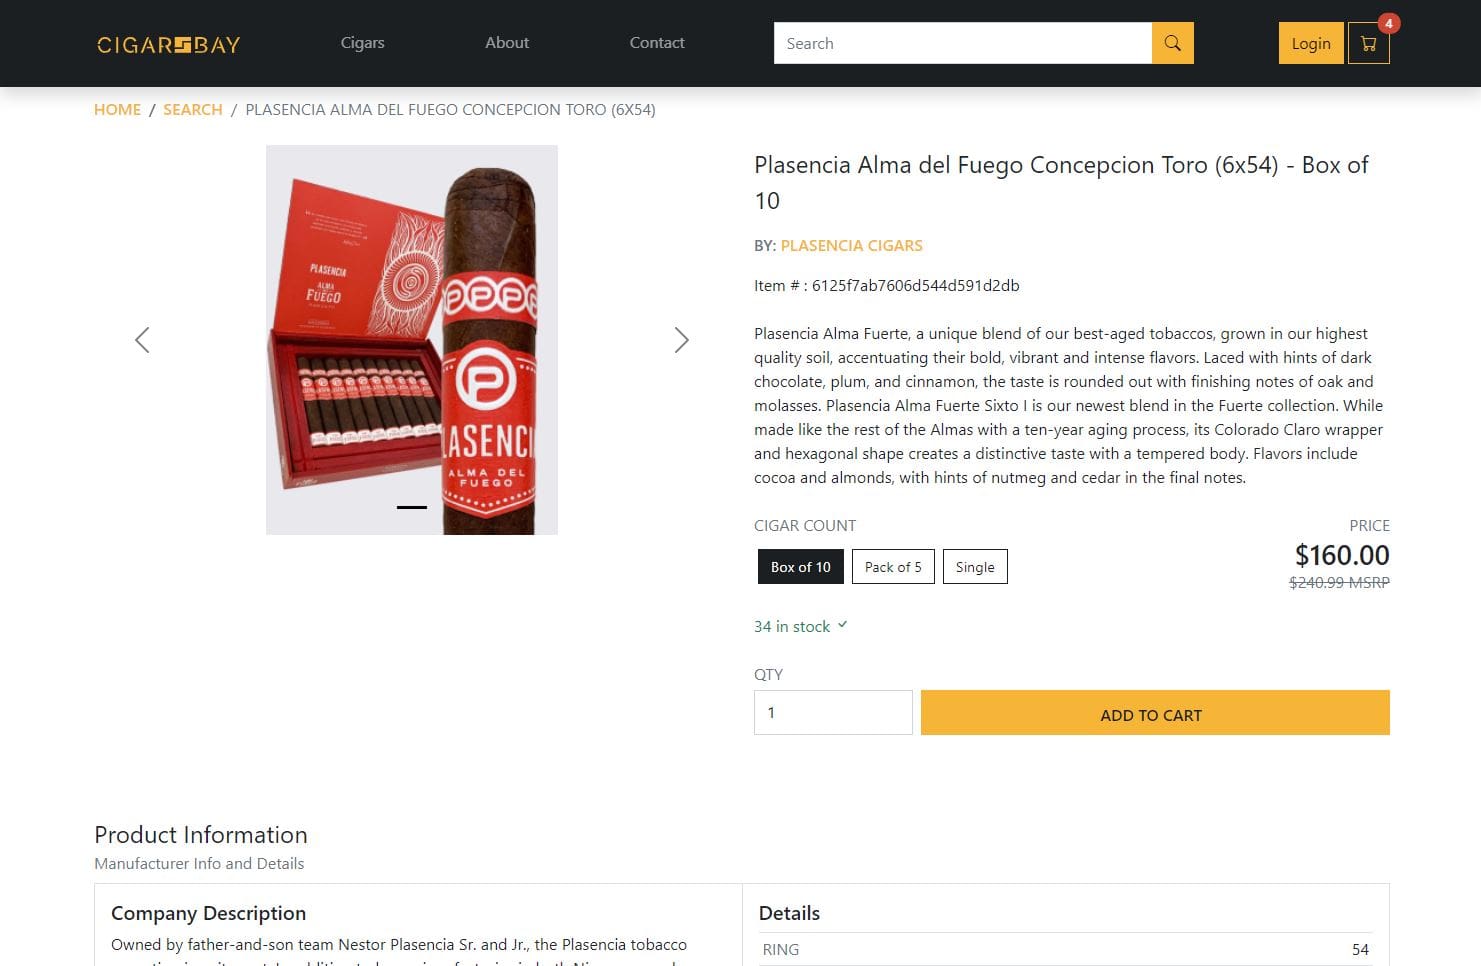 CIGAR BAY
Cigars
About
Contact
Search
Login
4
HOME / SEARCH / PLASENCIA ALMA DEL FUEGO CONCEPCION TORO (6X54)
PLASENCIA
ALMA
DEL
FUEGO
PPPP
P
LASENCI
ALMA DEL
FUEGO
Plasencia Alma del Fuego Concepcion Toro (6x54) - Box of
10
BY: PLASENCIA CIGARS
Item # : 6125f7ab7606d544d591d2db
Plasencia Alma Fuerte, a unique blend of our best-aged tobaccos, grown in our highest
quality soil, accentuating their bold, vibrant and intense flavors. Laced with hints of dark
chocolate, plum, and cinnamon, the taste is rounded out with finishing notes of oak and
molasses. Plasencia Alma Fuerte Sixto I is our newest blend in the Fuerte collection. While
made like the rest of the Almas with a ten-year aging process, its Colorado Claro wrapper
and hexagonal shape creates a distinctive taste with a tempered body. Flavors include
cocoa and almonds, with hints of nutmeg and cedar in the final notes.
CIGAR COUNT
PRICE
Box of 10
Pack of 5
Single
$160.00
$240.99 MSRP
34 in stock
QTY
1
ADD TO CART
Product Information
Manufacturer Info and Details
Company Description
Owned by father-and-son team Nestor Plasencia Sr. and Jr., the Plasencia tobacco
Details
RING
54